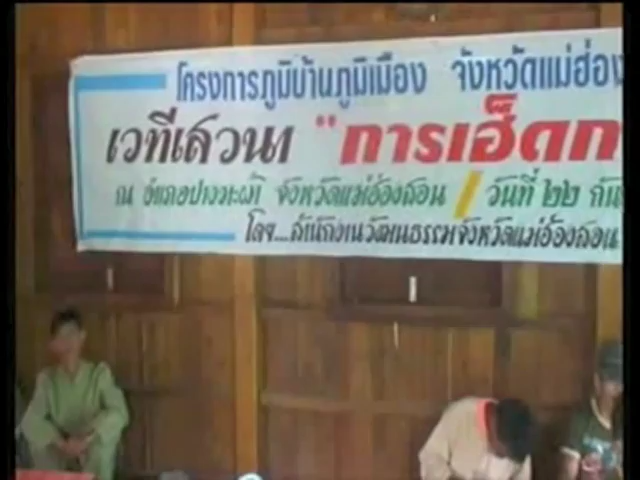 โครงการภูมิบ้านภูมิเมือง จังหวัดแม่ฮ่อง
เวทีเสวนา "การเฮ็ดก
ณ อำเภอปางมะผ้า จังหวัดแม่ฮ่องสอน / วันที่ ๒๒ กัน
โดย...สำนักงานวัฒนธรรมจังหวัดแม่ฮ่องสอน